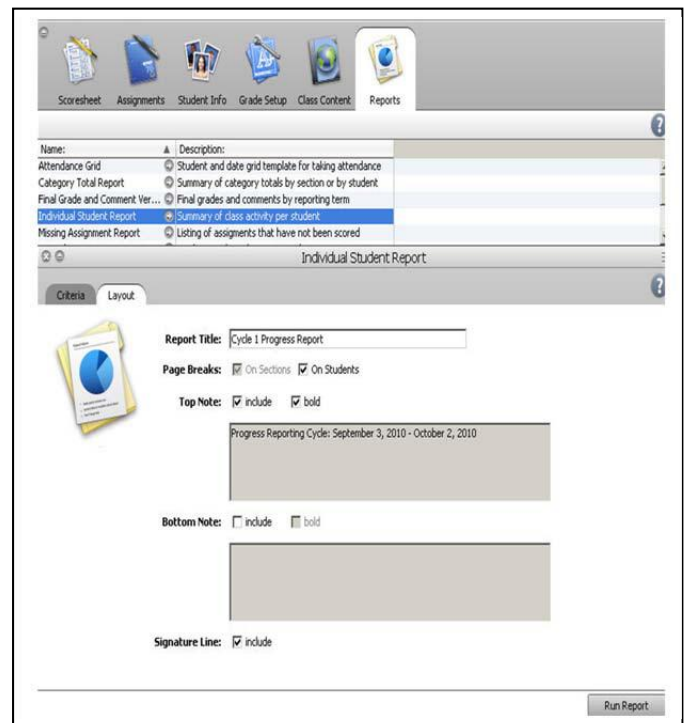 Scoresheet Assignments Student Info Grade Setup Class Content Reports
?
Name: Description:
Attendance Grid Student and date grid template for taking attendance
Category Total Report Summary of category totals by section or by student
Final Grade and Comment Ver... Final grades and comments by reporting term
Individual Student Report Summary of class activity per student
Missing Assignment Report Listing of assigments that have not been scored
Individual Student Report
Criteria Layout ?
Report Title: Cycle 1 Progress Report
Page Breaks: On Sections On Students
Top Note: include bold
Progress Reporting Cycle: September 3, 2010 - October 2, 2010
Bottom Note: include bold
Signature Line: include
Run Report